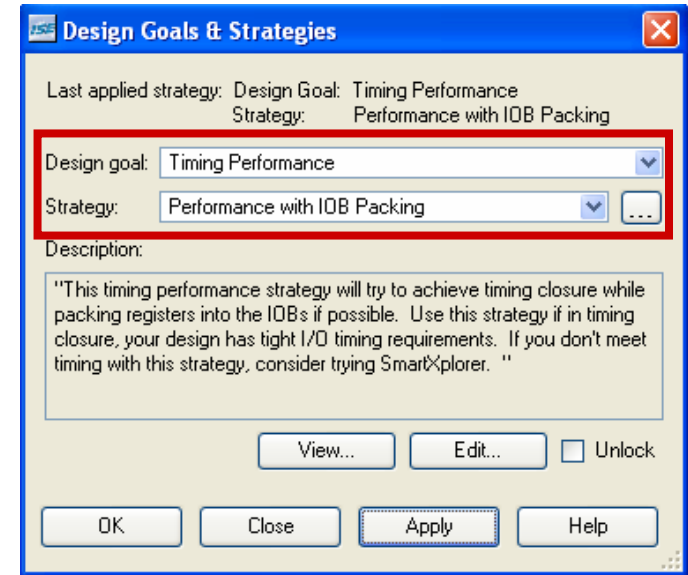 ISE Design Goals & Strategies
Last applied strategy: Design Goal: Timing Performance
Strategy: Performance with IOB Packing
Design goal: Timing Performance
Strategy: Performance with IOB Packing ...
Description:
"This timing performance strategy will try to achieve timing closure while
packing registers into the IOBs if possible. Use this strategy if in timing
closure, your design has tight I/O timing requirements. If you don't meet
timing with this strategy, consider trying SmartXplorer. "
View... Edit... Unlock
OK Close Apply Help